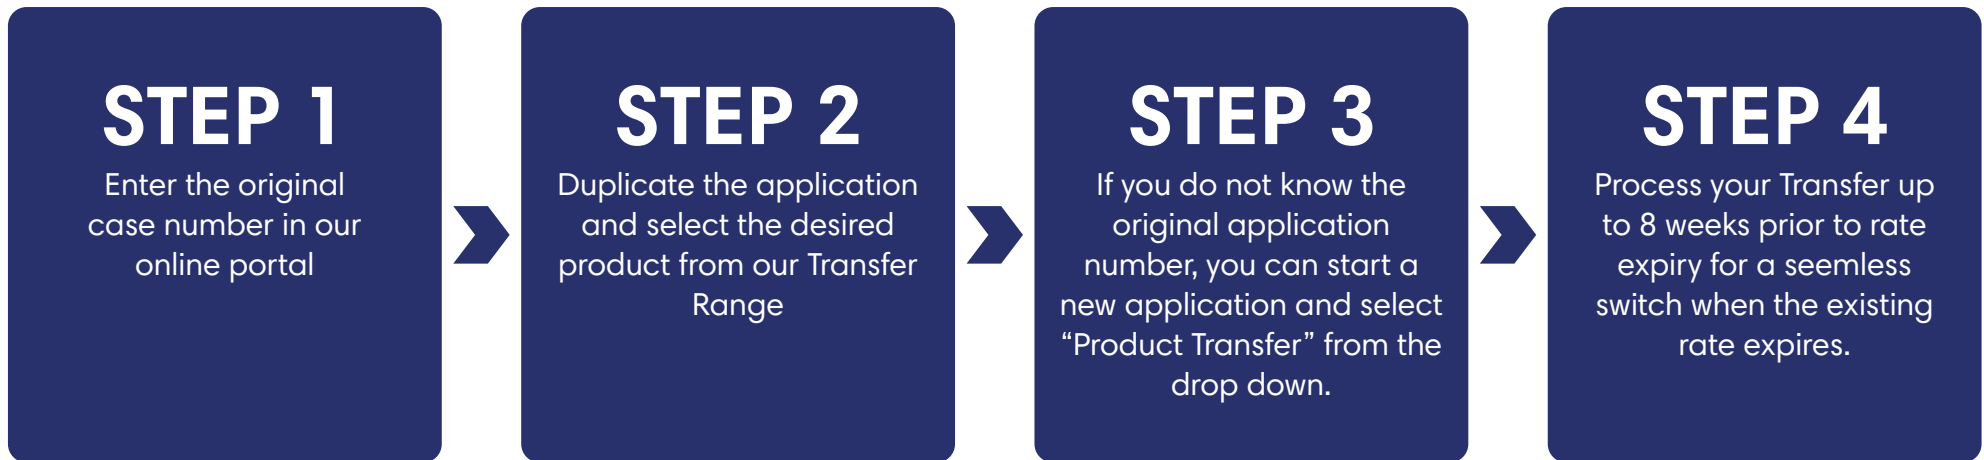 STEP 1
Enter the original
case number in our
online portal
STEP 2
Duplicate the application
and select the desired
product from our Transfer
Range
STEP 3
If you do not know the
original application
number, you can start a
new application and select
“Product Transfer” from the
drop down.
STEP 4
Process your Transfer up
to 8 weeks prior to rate
expiry for a seemless
switch when the existing
rate expires.